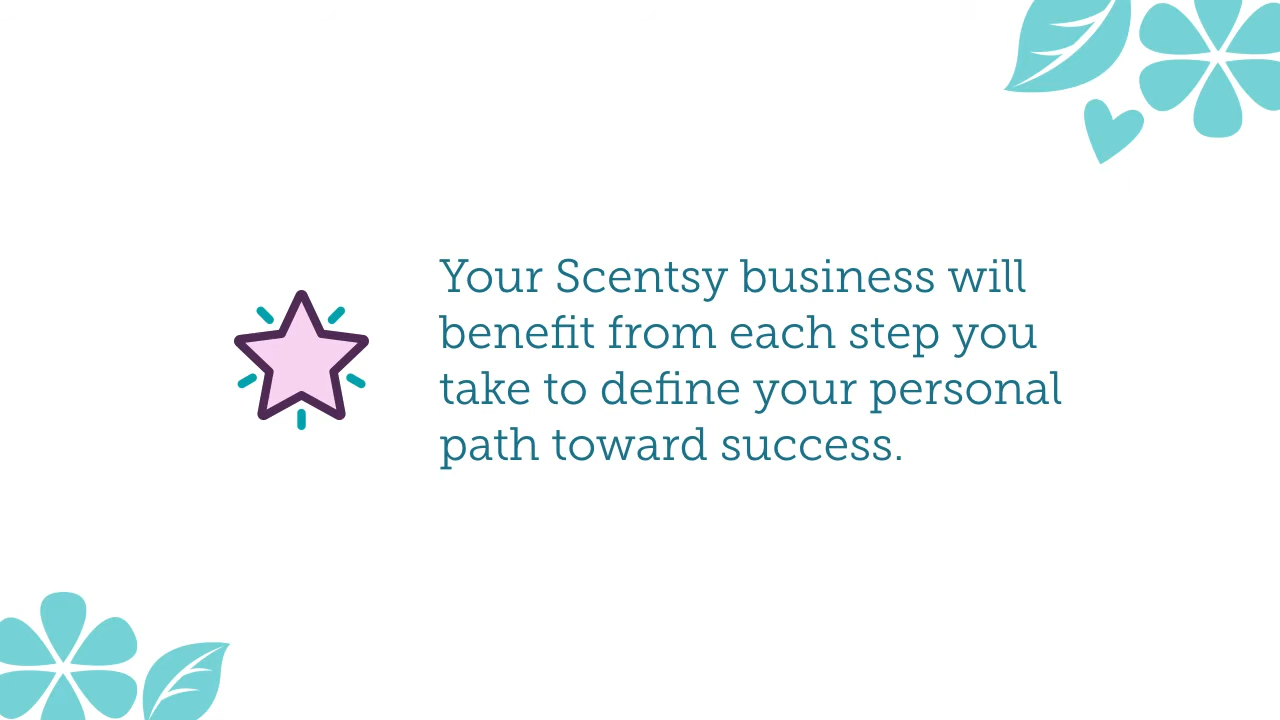 Your Scentsy business will
benefit from each step you
take to define your personal
path toward success.